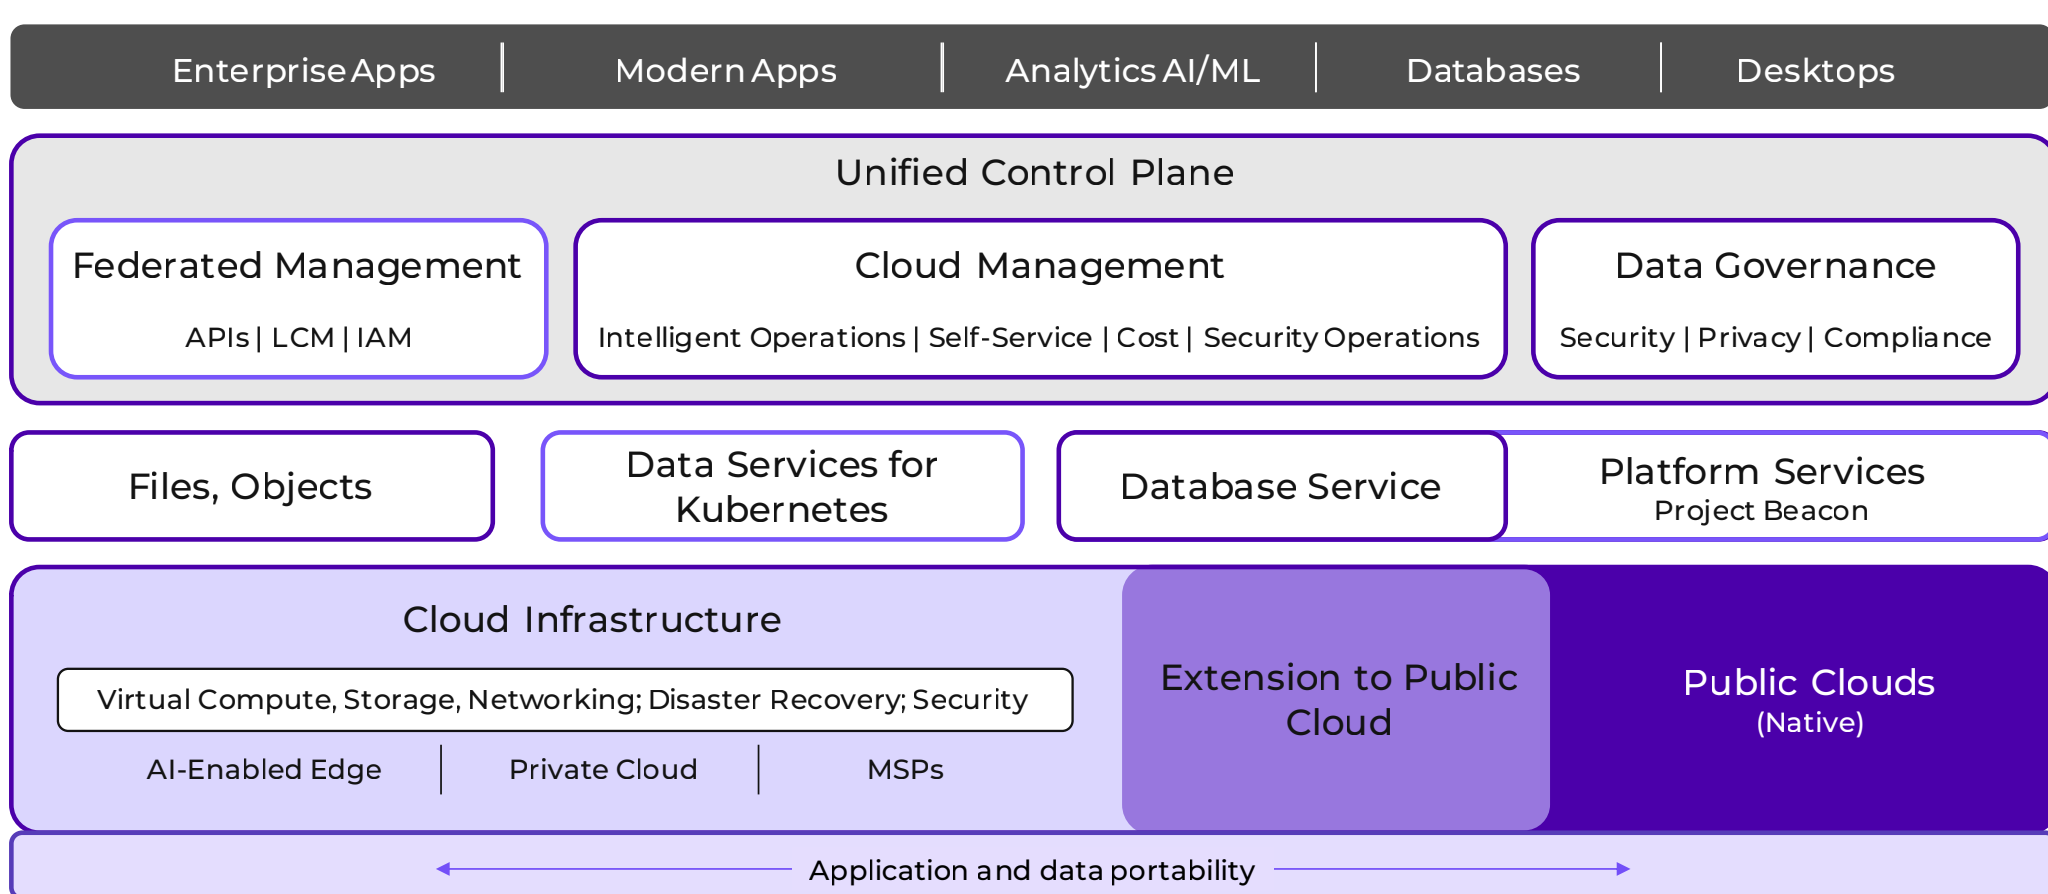 Enterprise Apps | Modern Apps | Analytics AI/ML | Databases | Desktops
Unified Control Plane
Federated Management
APIs | LCM | IAM
Cloud Management
Intelligent Operations | Self-Service | Cost | Security Operations
Data Governance
Security | Privacy | Compliance
Files, Objects
Data Services for
Kubernetes
Database Service
Platform Services
Project Beacon
Cloud Infrastructure
Virtual Compute, Storage, Networking; Disaster Recovery; Security
AI-Enabled Edge | Private Cloud | MSPs
Extension to Public
Cloud
Public Clouds
(Native)
Application and data portability